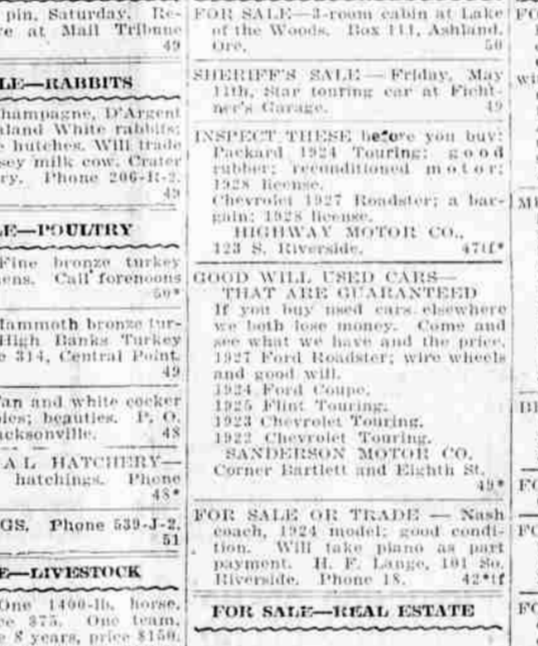 pin, Saturday. Re-
e at Mail Tribune
49
LE—RABBITS
hampagne, D'Argent
aland White rabbits;
e hutches. Will trade
sey milk cow. Crater
ry. Phone 206-R-2.
49
E—POULTRY
Fine bronze turkey
ens. Call forenoons
50*
Mammoth bronze tur-
High Banks Turkey
e 314, Central Point.
49
Tan and white cocker
pies; beauties. P. O.
acksonville. 48
AL HATCHERY—
hatchings. Phone
48*
GS. Phone 539-J-2.
51
E—LIVESTOCK
One 1400-lb. horse,
ce $75. One team,
e 8 years, price $150.
FOR SALE—3-room cabin at Lake
of the Woods. Box 111, Ashland,
Ore. 50
SHERIFF'S SALE — Friday, May
11th, Star touring car at Ficht-
ner's Garage. 49
INSPECT THESE before you buy:
Packard 1924 Touring; good
rubber; reconditioned motor;
1928 license.
Chevrolet 1927 Roadster; a bar-
gain; 1928 license.
HIGHWAY MOTOR CO.,
123 S. Riverside. 47tf*
GOOD WILL USED CARS—
THAT ARE GUARANTEED
If you buy used cars elsewhere
we both lose money. Come and
see what we have and the price.
1927 Ford Roadster; wire wheels
and good will.
1924 Ford Coupe.
1925 Flint Touring.
1923 Chevrolet Touring.
1922 Chevrolet Touring.
SANDERSON MOTOR CO.
Corner Bartlett and Eighth St.
49*
FOR SALE OR TRADE — Nash
coach, 1924 model; good condi-
tion. Will take piano as part
payment. H. F. Lange, 101 So.
Riverside. Phone 18. 42*tf
FOR SALE—REAL ESTATE